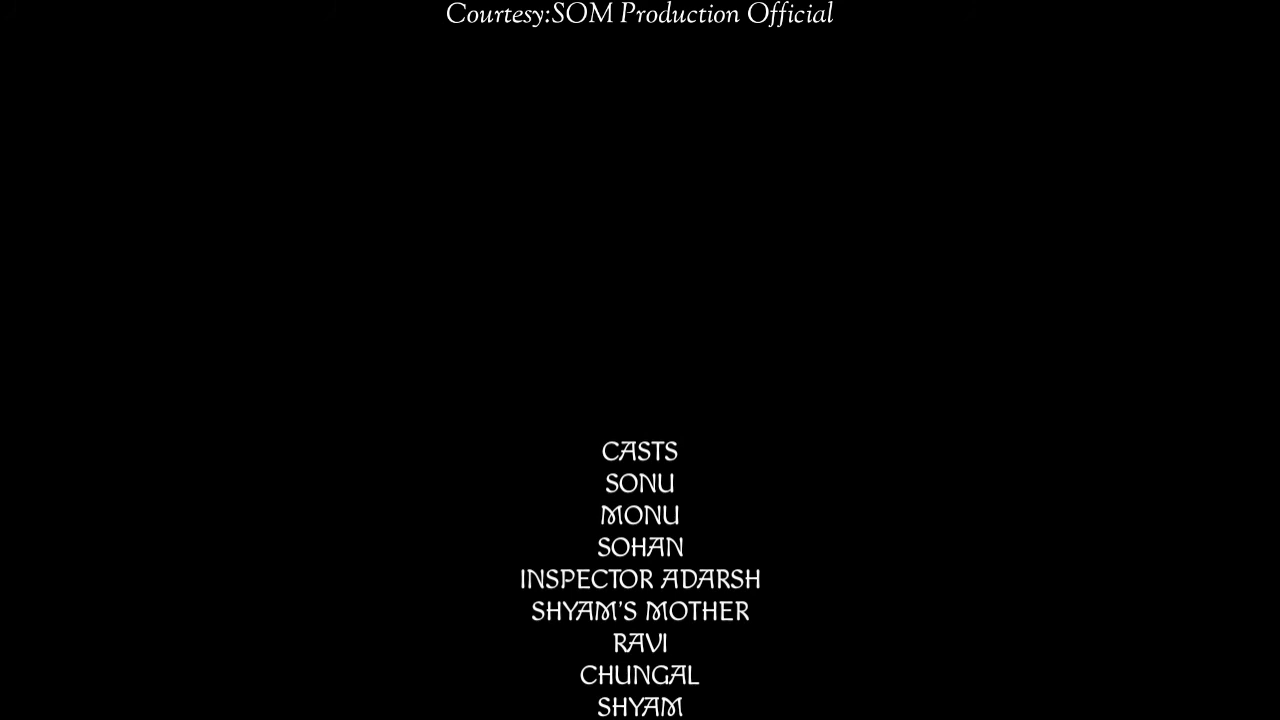 Courtesy:SOM Production Official
CASTS
SONU
MONU
SOHAN
INSPECTOR ADARSH
SHYAM'S MOTHER
RAVI
CHUNGAL
SHYAM